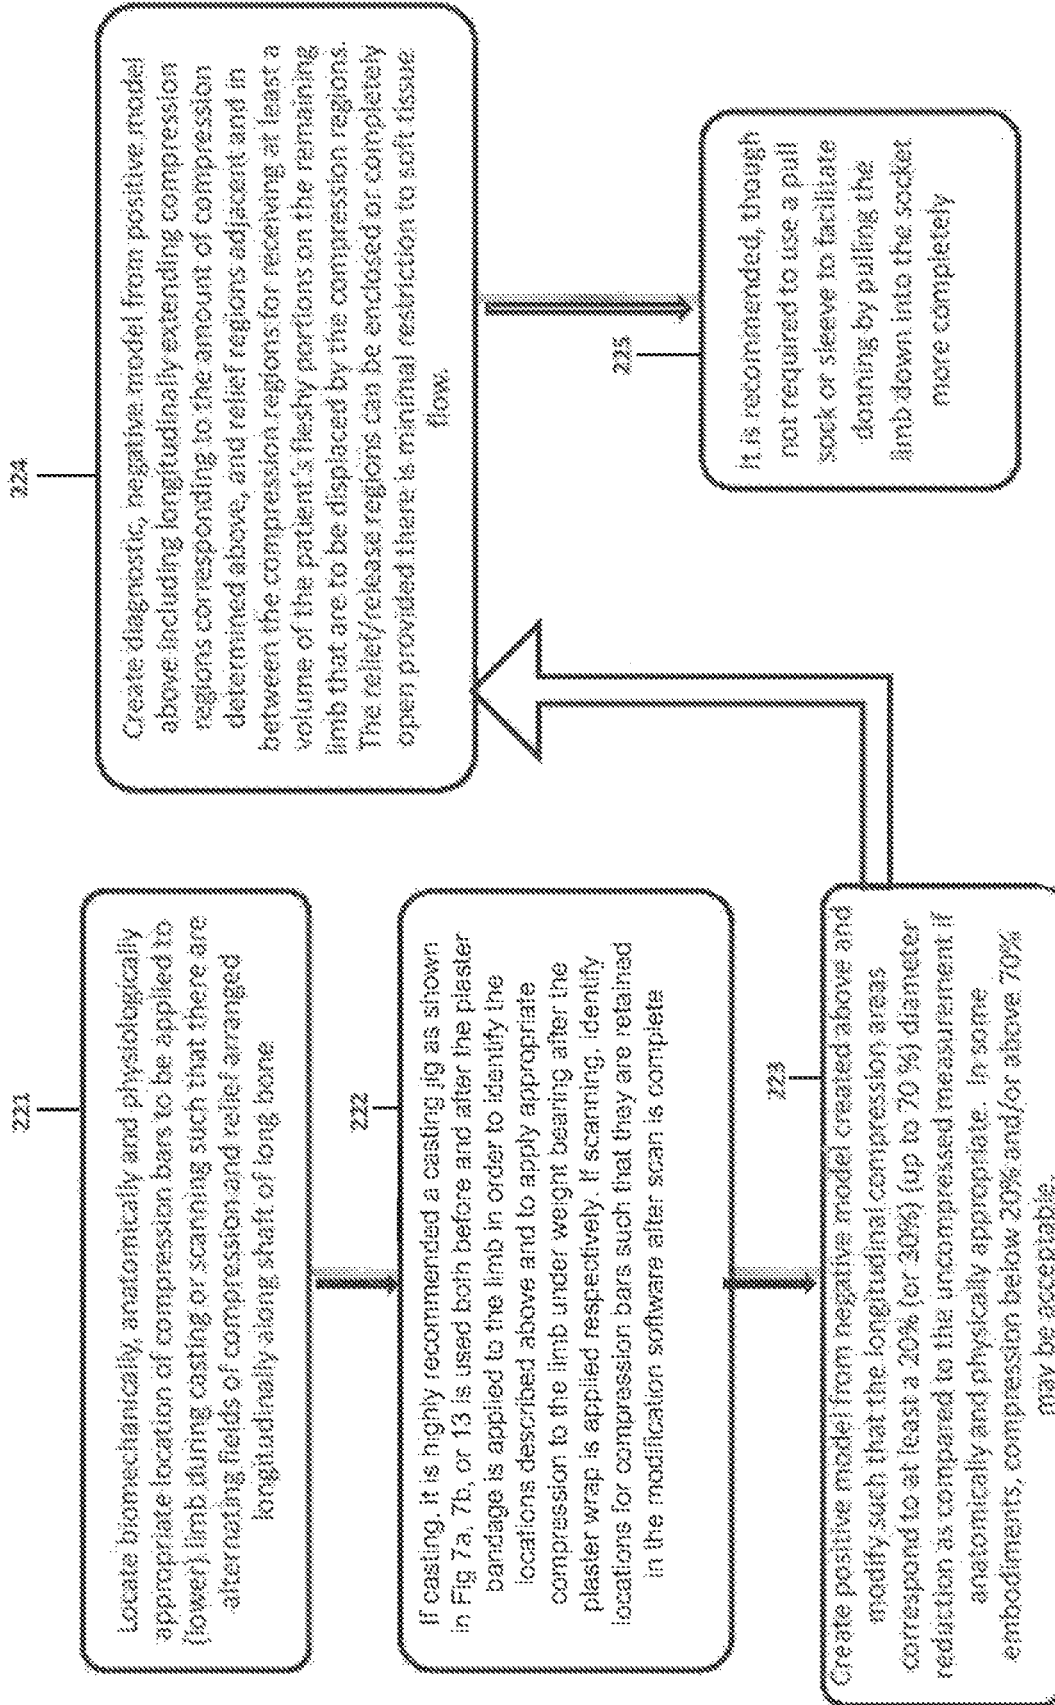 221
Locate biomechanically, anatomically and physiologically
appropriate location of compression bars to be applied to
(lower) limb during casting or scanning such that there are
alternating fields of compression and relief arranged
longitudinally along shaft of long bone
222
If casting, it is highly recommended a casting jig as shown
in Fig 7a, 7b, or 13 is used both before and after the plaster
bandage is applied to the limb in order to identify the
locations described above and to apply appropriate
compression to the limb under weight bearing after the
plaster wrap is applied respectively. If scanning, identify
locations for compression bars such that they are retained
in the modification software after scan is complete
223
Create positive model from negative model created above and
modify such that the longitudinal compression areas
correspond to at least a 20% (or 30%) (up to 70 %) diameter
reduction as compared to the uncompressed measurement if
anatomically and physically appropriate. In some
embodiments, compression below 20% and/or above 70%
may be acceptable.
224
Create diagnostic, negative model from positive model
above including longitudinally extending compression
regions corresponding to the amount of compression
determined above, and relief regions adjacent and in
between the compression regions for receiving at least a
volume of the patient's fleshy portions on the remaining
limb that are to be displaced by the compression regions.
The relief/release regions can be enclosed or completely
open provided there is minimal restriction to soft tissue
flow.
225
It is recommended, though
not required to use a pull
sock or sleeve to facilitate
donning by pulling the
limb down into the socket
more completely